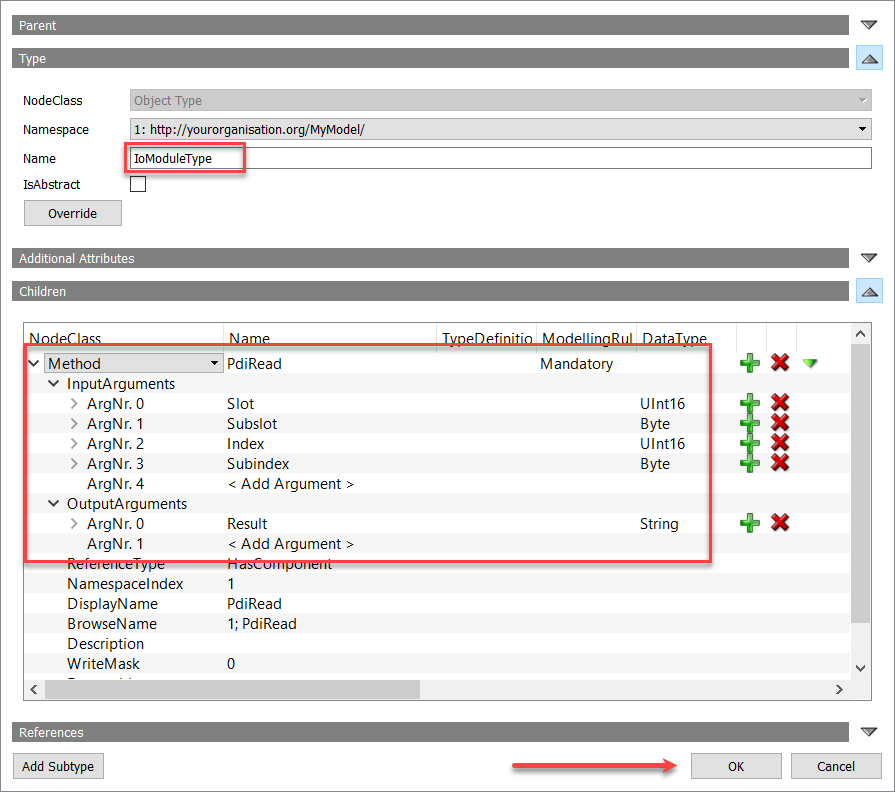 Parent
Type
NodeClass Object Type
Namespace 1: http://yourorganisation.org/MyModel/
Name IoModuleType
IsAbstract
Override
Additional Attributes
Children
NodeClass Name TypeDefinitio ModellingRul DataType
Method PdiRead Mandatory
InputArguments
ArgNr. 0 Slot UInt16
ArgNr. 1 Subslot Byte
ArgNr. 2 Index UInt16
ArgNr. 3 Subindex Byte
ArgNr. 4 < Add Argument >
OutputArguments
ArgNr. 0 Result String
ArgNr. 1 < Add Argument >
ReferenceType HasComponent
NamespaceIndex 1
DisplayName PdiRead
BrowseName 1; PdiRead
Description
WriteMask 0
References
Add Subtype OK Cancel